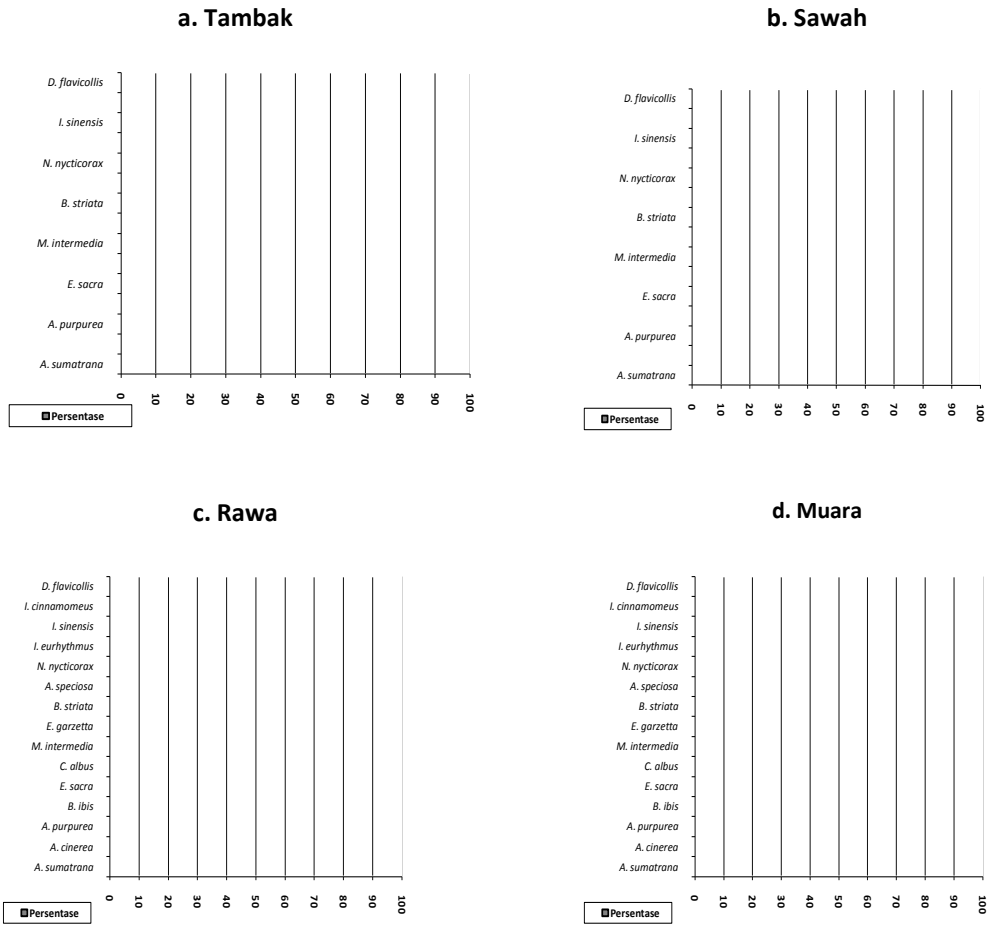 a. Tambak
D. flavicollis
I. sinensis
N. nycticorax
B. striata
M. intermedia
E. sacra
A. purpurea
A. sumatrana
0 10 20 30 40 50 60 70 80 90 100
Persentase
b. Sawah
D. flavicollis
I. sinensis
N. nycticorax
B. striata
M. intermedia
E. sacra
A. purpurea
A. sumatrana
0 10 20 30 40 50 60 70 80 90 100
Persentase
c. Rawa
D. flavicollis
I. cinnamomeus
I. sinensis
I. eurhythmus
N. nycticorax
A. speciosa
B. striata
E. garzetta
M. intermedia
C. albus
E. sacra
B. ibis
A. purpurea
A. cinerea
A. sumatrana
0 10 20 30 40 50 60 70 80 90 100
Persentase
d. Muara
D. flavicollis
I. cinnamomeus
I. sinensis
I. eurhythmus
N. nycticorax
A. speciosa
B. striata
E. garzetta
M. intermedia
C. albus
E. sacra
B. ibis
A. purpurea
A. cinerea
A. sumatrana
0 10 20 30 40 50 60 70 80 90 100
Persentase